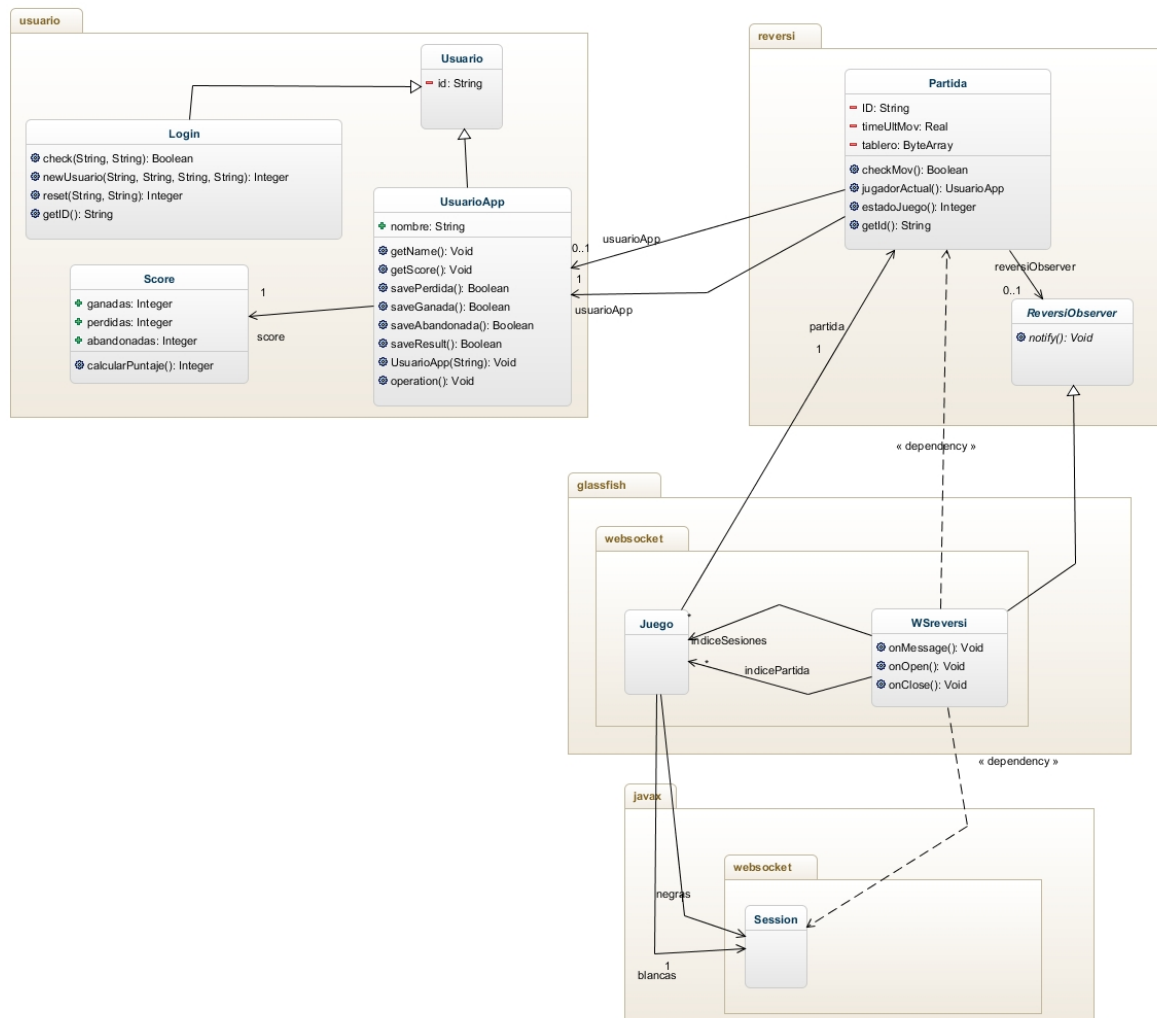 usuario
Usuario
id: String
Login
check(String, String): Boolean
newUsuario(String, String, String, String): Integer
reset(String, String): Integer
getID(): String
UsuarioApp
nombre: String
getName(): Void
getScore(): Void
savePerdida(): Boolean
saveGanada(): Boolean
saveAbandonada(): Boolean
saveResult(): Boolean
UsuarioApp(String): Void
operation(): Void
Score
ganadas: Integer
perdidas: Integer
abandonadas: Integer
calcularPuntaje(): Integer
1
score
reversi
Partida
ID: String
timeUltMov: Real
tablero: ByteArray
checkMov(): Boolean
jugadorActual(): UsuarioApp
estadoJuego(): Integer
getId(): String
usuarioApp
0..1
1
usuarioApp
reversiObserver
0..1
ReversiObserver
notify(): Void
partida
1
« dependency »
glassfish
websocket
Juego
*
indiceSesiones
*
indicePartida
WSreversi
onMessage(): Void
onOpen(): Void
onClose(): Void
« dependency »
javax
websocket
Session
negras
1
blancas